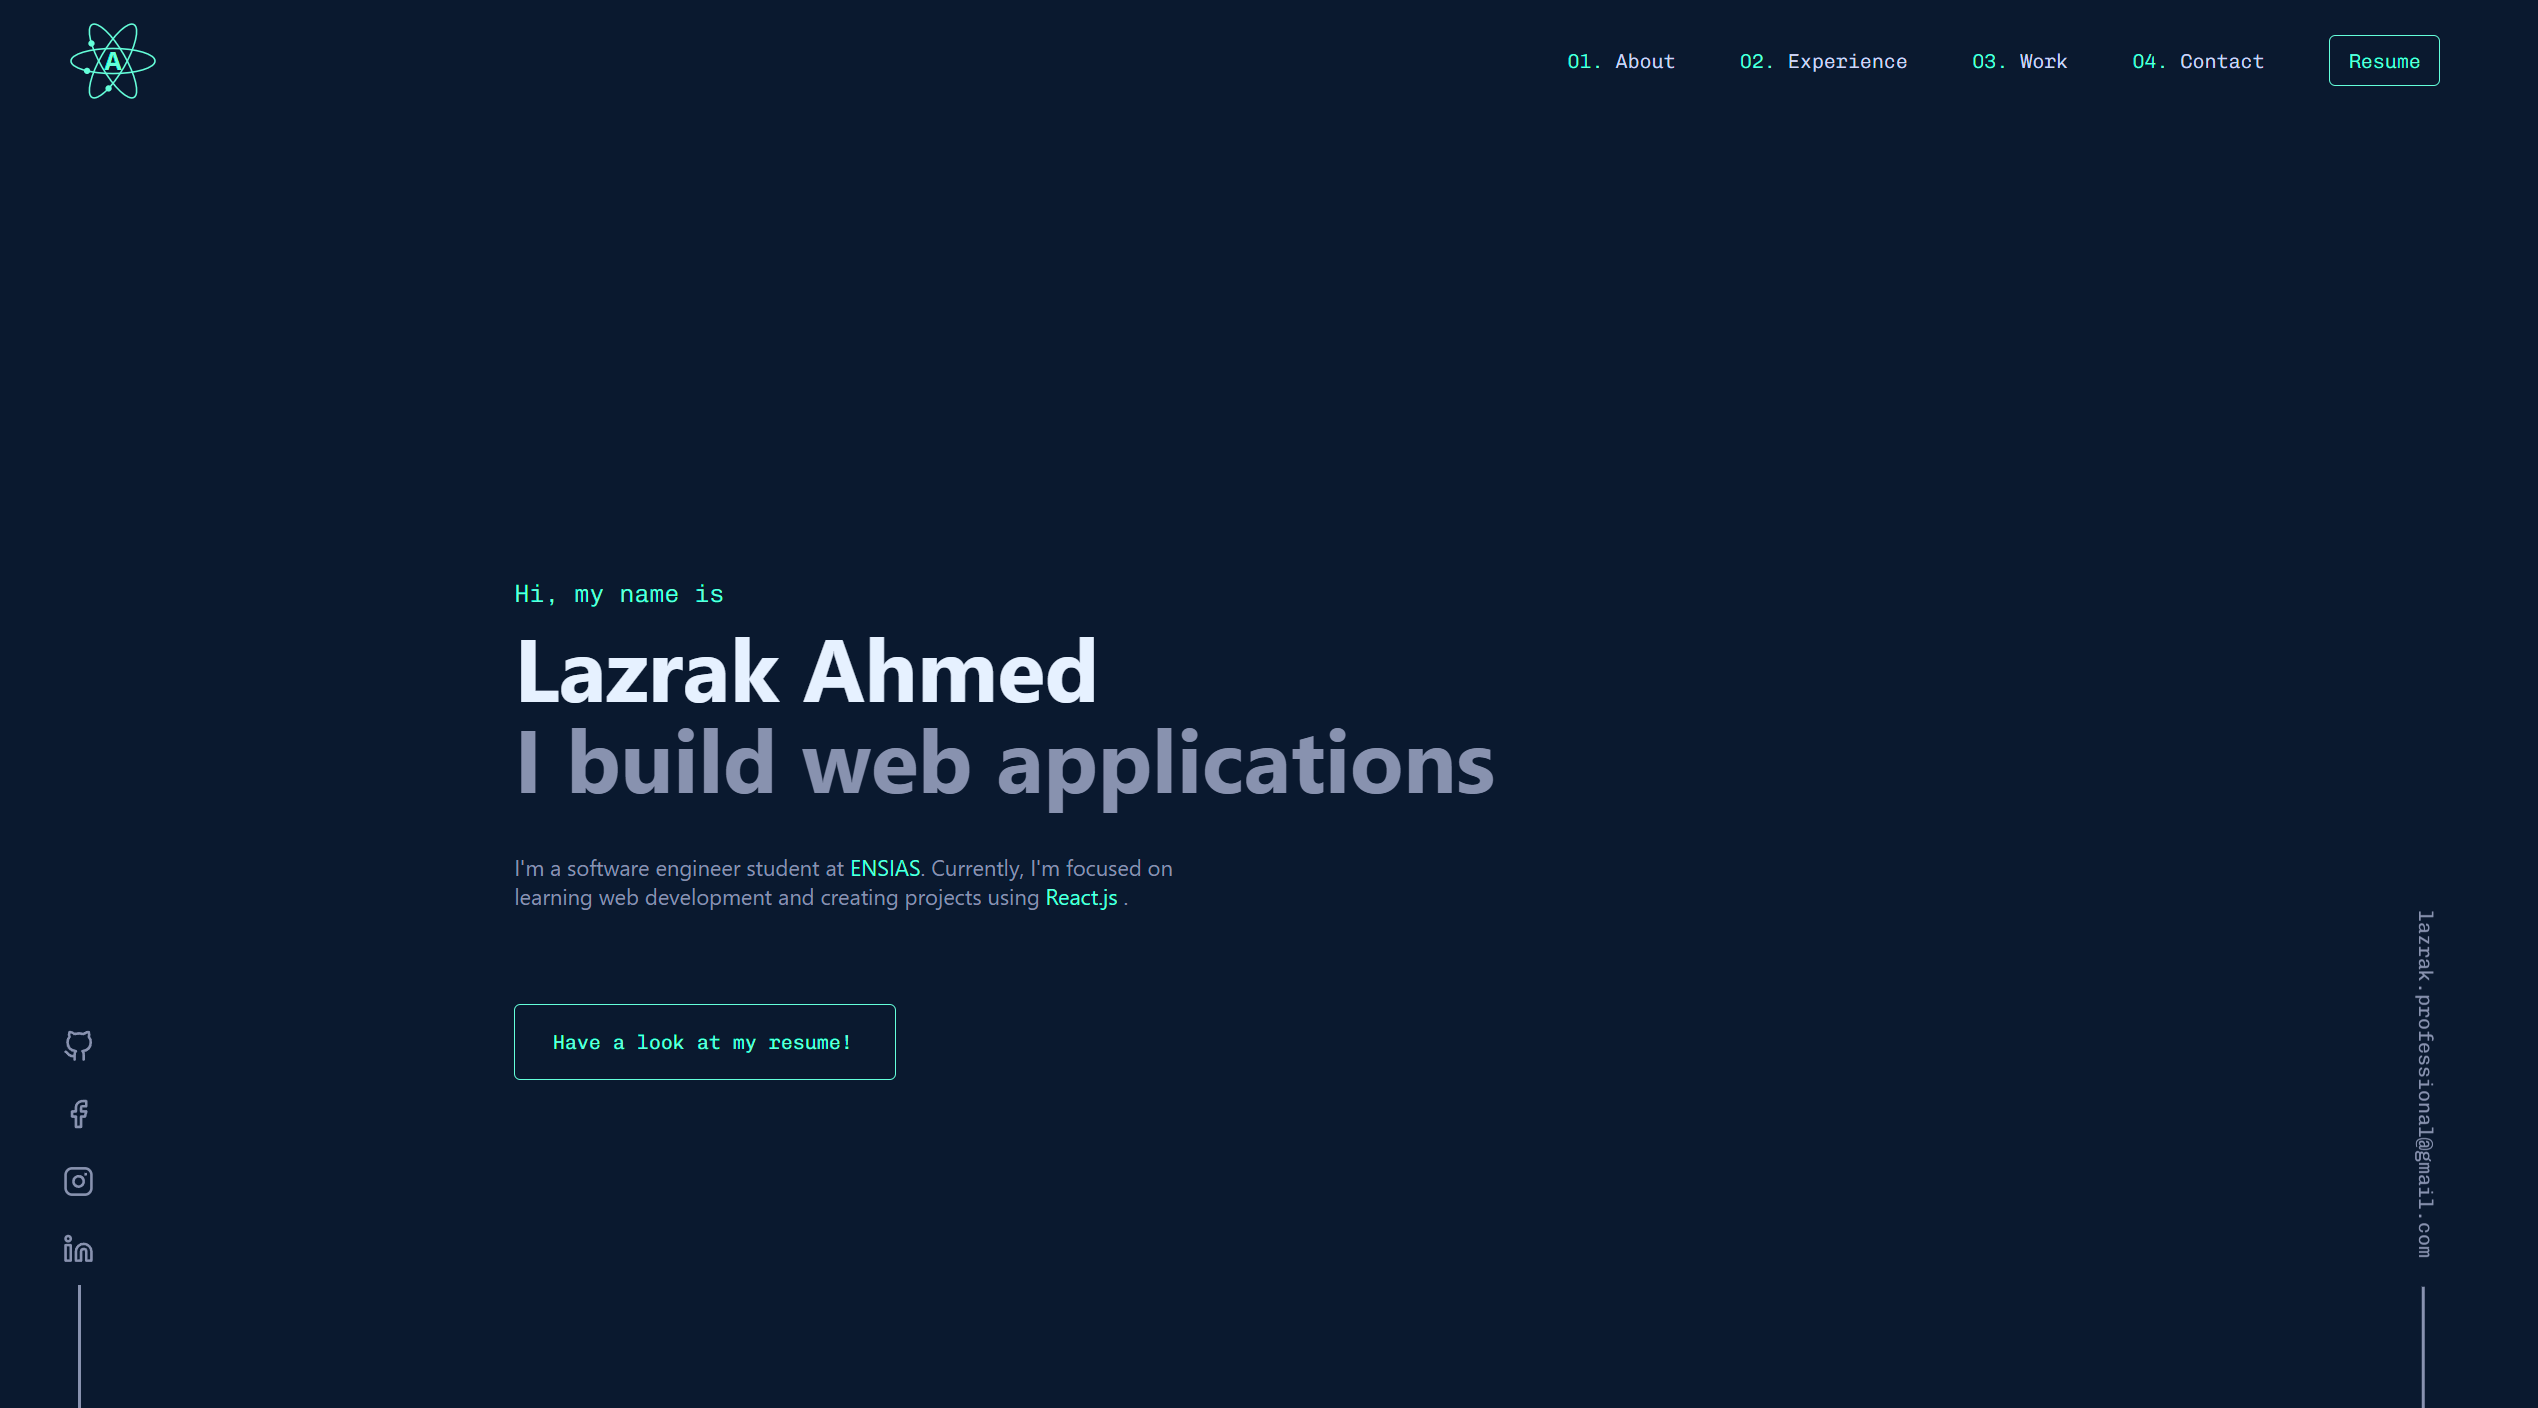 A
01. About
02. Experience
03. Work
04. Contact
Resume
Hi, my name is
Lazrak Ahmed
I build web applications
I'm a software engineer student at ENSIAS. Currently, I'm focused on
learning web development and creating projects using React.js .
Have a look at my resume!
lazrak.professional@gmail.com